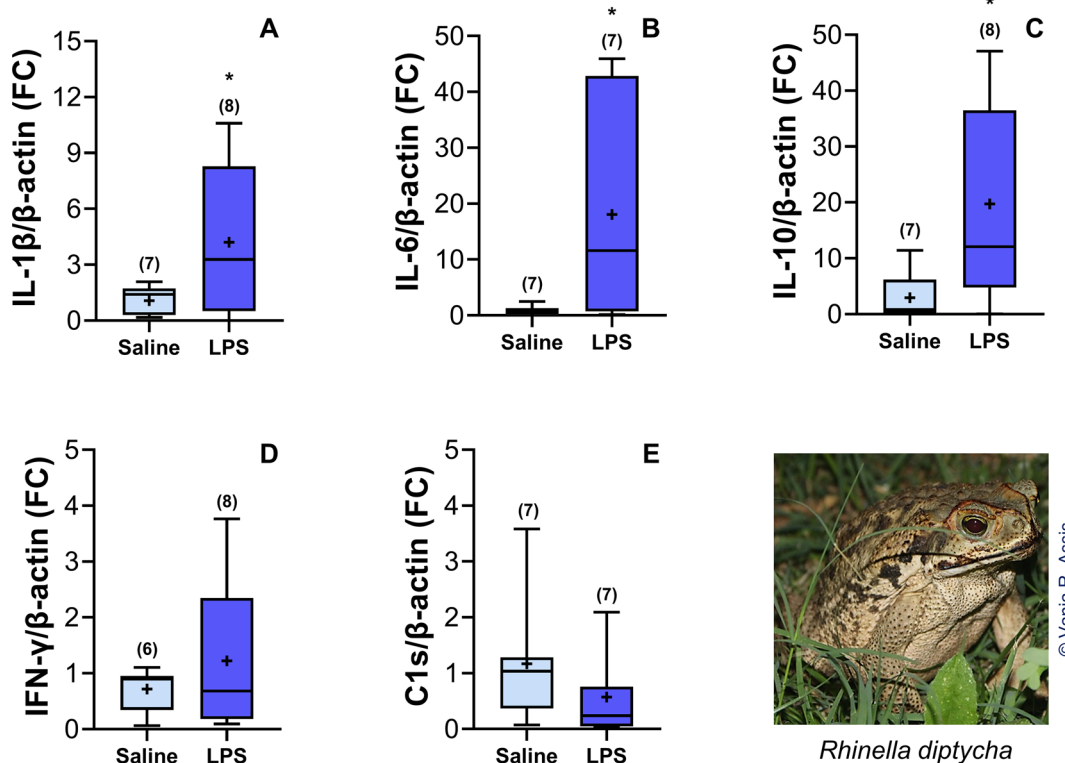 A
IL-1β/β-actin (FC)
15
12
9
6
3
0
*
(8)
(7)
Saline LPS
B
IL-6/β-actin (FC)
50
40
30
20
10
0
*
(7)
(7)
Saline LPS
C
IL-10/β-actin (FC)
50
40
30
20
10
0
*
(8)
(7)
Saline LPS
D
IFN-γ/β-actin (FC)
5
4
3
2
1
0
(8)
(6)
Saline LPS
E
C1s/β-actin (FC)
5
4
3
2
1
0
(7)
(7)
Saline LPS
Rhinella diptycha